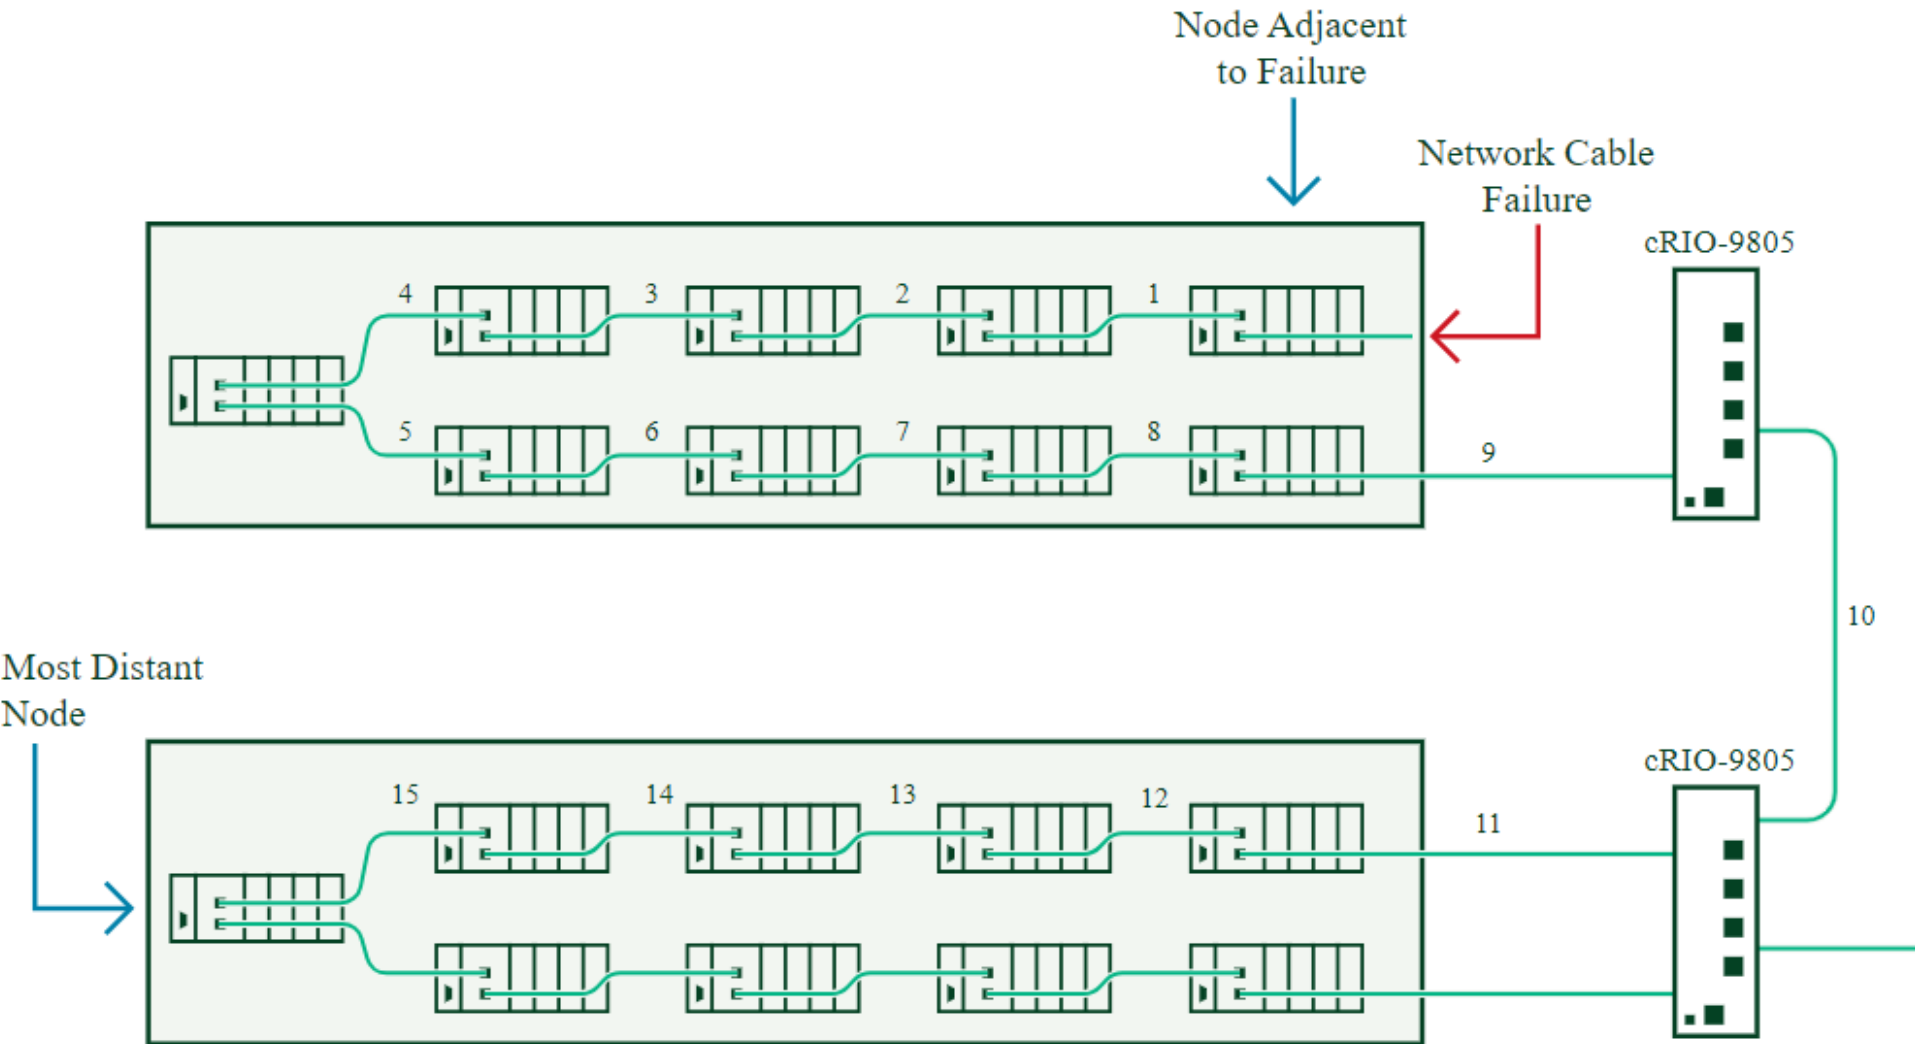 Node Adjacent
to Failure
Network Cable
Failure
cRIO-9805
4
3
2
1
5
6
7
8
9
10
Most Distant
Node
cRIO-9805
15
14
13
12
11